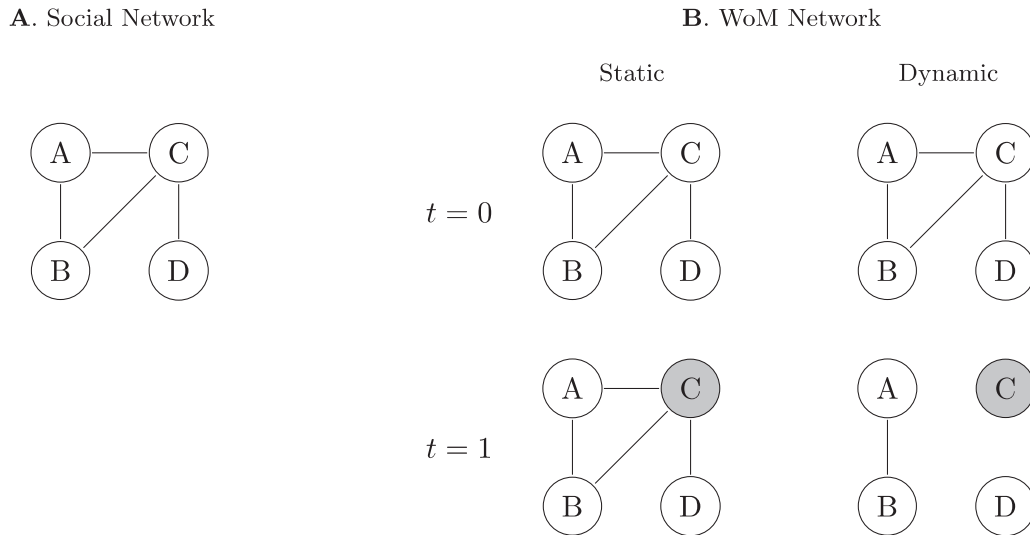 A. Social Network
B. WoM Network
Static
Dynamic
A C
A C
A C
t = 0
B D
B D
B D
A C
A C
t = 1
B D
B D